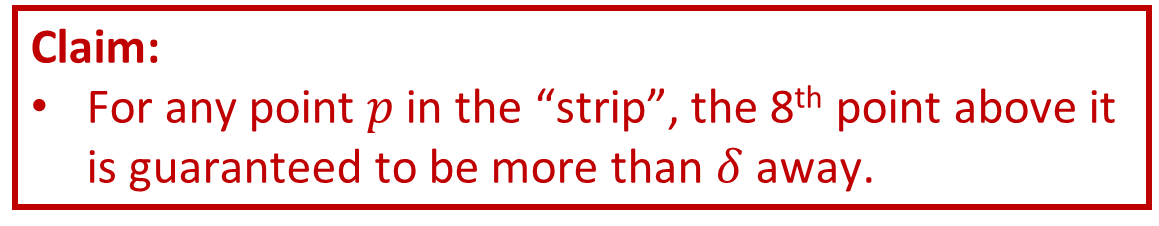 Claim:
• For any point 𝑝 in the “strip”, the 8th point above it
is guaranteed to be more than 𝛿 away.